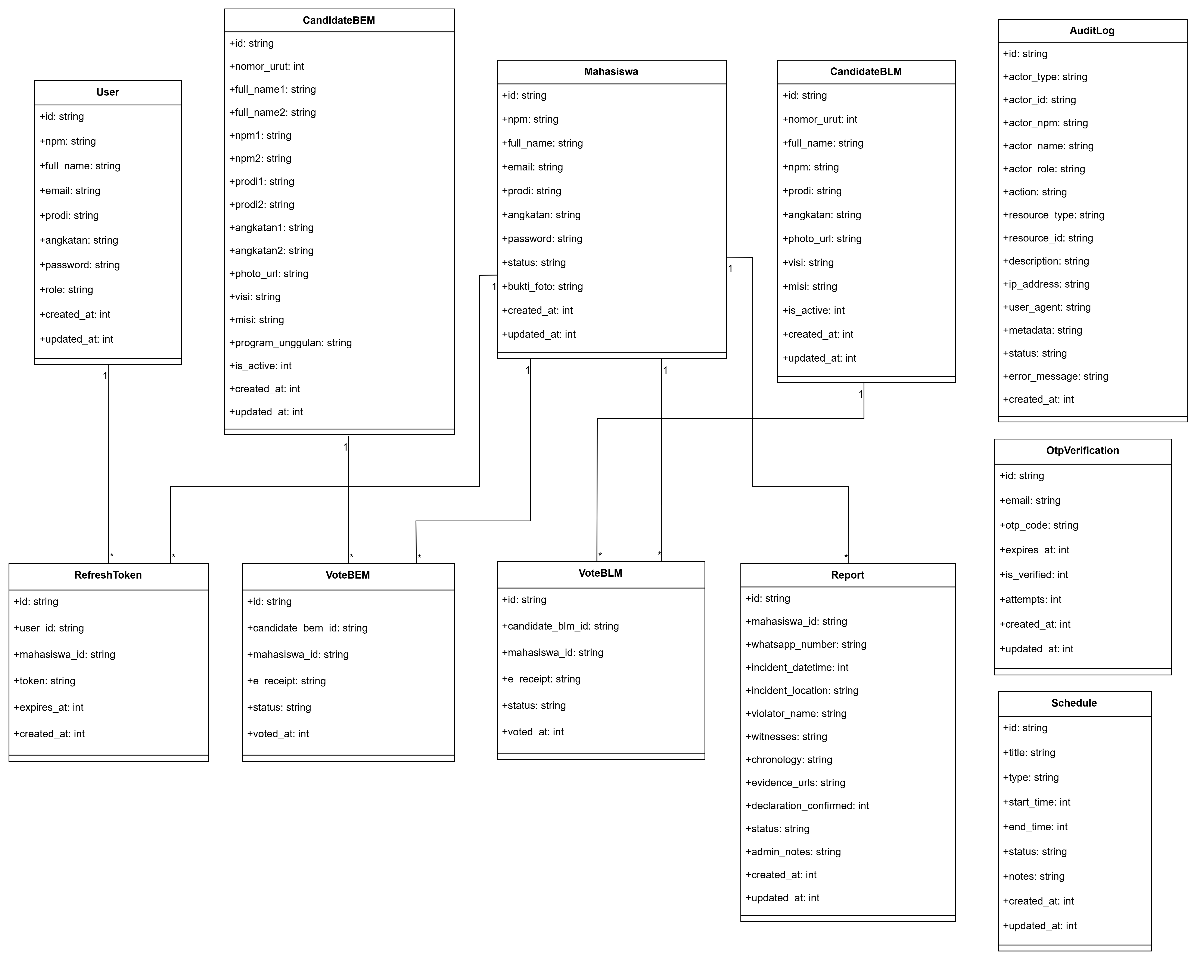 User
+id: string
+npm: string
+full_name: string
+email: string
+prodi: string
+angkatan: string
+password: string
+role: string
+created_at: int
+updated_at: int
1
CandidateBEM
+id: string
+nomor_urut: int
+full_name1: string
+full_name2: string
+npm1: string
+npm2: string
+prodi1: string
+prodi2: string
+angkatan1: string
+angkatan2: string
+photo_url: string
+visi: string
+misi: string
+program_unggulan: string
+is_active: int
+created_at: int
+updated_at: int
1
Mahasiswa
+id: string
+npm: string
+full_name: string
+email: string
+prodi: string
+angkatan: string
+password: string
+status: string
+bukti_foto: string
+created_at: int
+updated_at: int
1
1
1
1
CandidateBLM
+id: string
+nomor_urut: int
+full_name: string
+npm: string
+prodi: string
+angkatan: string
+photo_url: string
+visi: string
+misi: string
+is_active: int
+created_at: int
+updated_at: int
1
AuditLog
+id: string
+actor_type: string
+actor_id: string
+actor_npm: string
+actor_name: string
+actor_role: string
+action: string
+resource_type: string
+resource_id: string
+description: string
+ip_address: string
+user_agent: string
+metadata: string
+status: string
+error_message: string
+created_at: int
*
*
RefreshToken
+id: string
+user_id: string
+mahasiswa_id: string
+token: string
+expires_at: int
+created_at: int
*
*
VoteBEM
+id: string
+candidate_bem_id: string
+mahasiswa_id: string
+e_receipt: string
+status: string
+voted_at: int
*
*
VoteBLM
+id: string
+candidate_blm_id: string
+mahasiswa_id: string
+e_receipt: string
+status: string
+voted_at: int
*
Report
+id: string
+mahasiswa_id: string
+whatsapp_number: string
+incident_datetime: int
+incident_location: string
+violator_name: string
+witnesses: string
+chronology: string
+evidence_urls: string
+declaration_confirmed: int
+status: string
+admin_notes: string
+created_at: int
+updated_at: int
OtpVerification
+id: string
+email: string
+otp_code: string
+expires_at: int
+is_verified: int
+attempts: int
+created_at: int
+updated_at: int
Schedule
+id: string
+title: string
+type: string
+start_time: int
+end_time: int
+status: string
+notes: string
+created_at: int
+updated_at: int